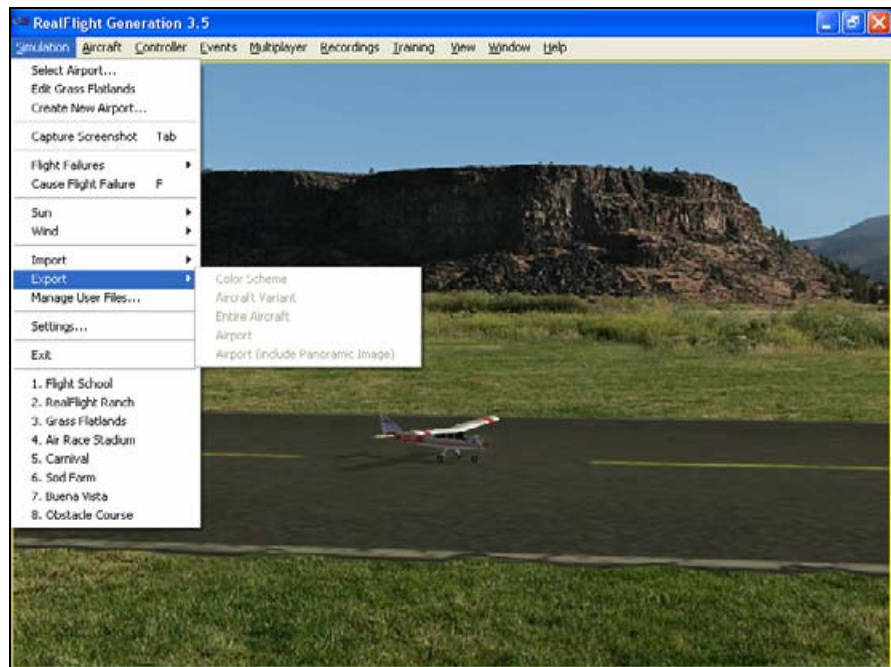 RealFlight Generation 3.5
Simulation Aircraft Controller Events Multiplayer Recordings Training View Window Help
Select Airport...
Edit Grass Flatlands
Create New Airport...
Capture Screenshot Tab
Flight Failures
Cause Flight Failure F
Sun
Wind
Import
Export
Color Scheme
Aircraft Variant
Entire Aircraft
Airport
Airport (include Panoramic Image)
Manage User Files...
Settings...
Exit
1. Flight School
2. RealFlight Ranch
3. Grass Flatlands
4. Air Race Stadium
5. Carnival
6. Sod Farm
7. Buena Vista
8. Obstacle Course